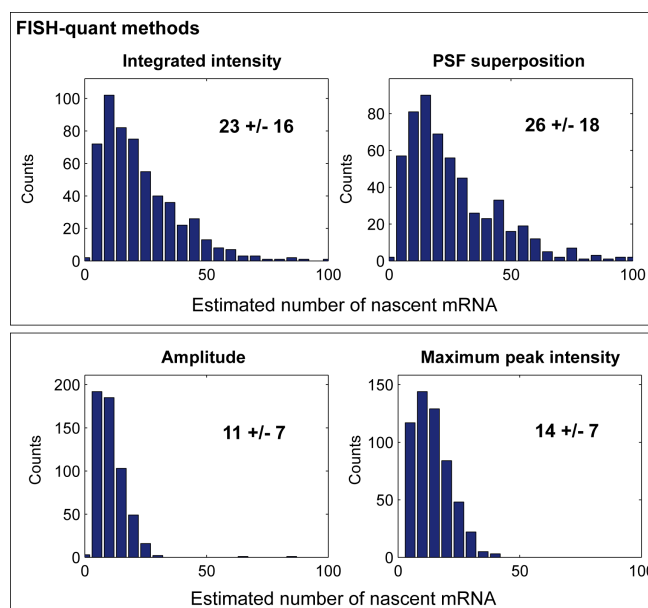 FISH-quant methods
Integrated intensity
PSF superposition
100
80
60
40
20
0
Counts
23 +/- 16
0
50
100
80
60
40
20
0
Counts
26 +/- 18
0
50
100
Estimated number of nascent mRNA
Amplitude
Maximum peak intensity
200
150
100
50
0
Counts
11 +/- 7
0
50
100
150
100
50
0
Counts
14 +/- 7
0
50
100
Estimated number of nascent mRNA